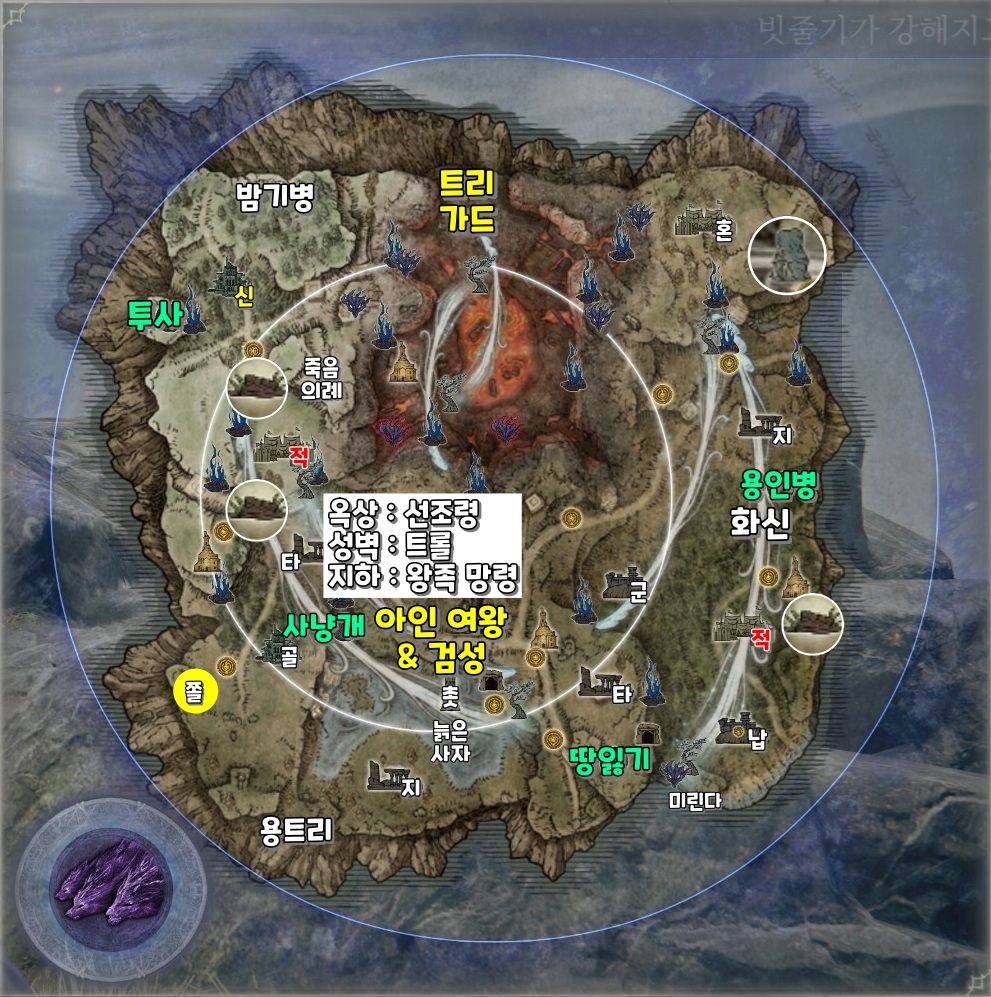 빗줄기가 강해지고
밤기병
트리
가드
혼
신
투사
죽음
의례
지
적
용인병
화신
옥상 : 선조령
성벽 : 트롤
지하 : 왕족 망령
타
군
사냥개
아인 여왕
& 검성
적
골
쫄
촛
타
늙은
사자
납
땅잃기
지
미린다
용트리